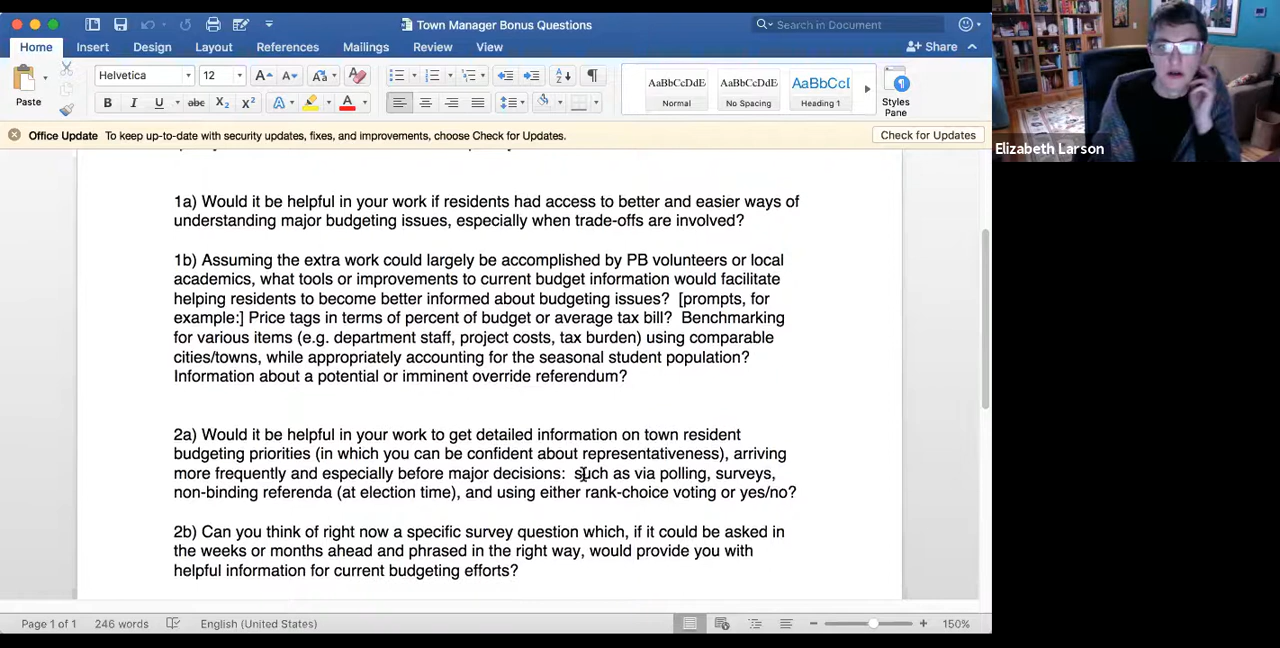 Town Manager Bonus Questions
Search in Document
Home Insert Design Layout References Mailings Review View
Share
Paste
Helvetica 12
B I U abc X₂ X²
AaBbCcDdE AaBbCcDdE AaBbCcI
Normal No Spacing Heading 1
Styles
Pane
Office Update To keep up-to-date with security updates, fixes, and improvements, choose Check for Updates.
Check for Updates
1a) Would it be helpful in your work if residents had access to better and easier ways of
understanding major budgeting issues, especially when trade-offs are involved?
1b) Assuming the extra work could largely be accomplished by PB volunteers or local
academics, what tools or improvements to current budget information would facilitate
helping residents to become better informed about budgeting issues? [prompts, for
example:] Price tags in terms of percent of budget or average tax bill? Benchmarking
for various items (e.g. department staff, project costs, tax burden) using comparable
cities/towns, while appropriately accounting for the seasonal student population?
Information about a potential or imminent override referendum?
2a) Would it be helpful in your work to get detailed information on town resident
budgeting priorities (in which you can be confident about representativeness), arriving
more frequently and especially before major decisions: such as via polling, surveys,
non-binding referenda (at election time), and using either rank-choice voting or yes/no?
2b) Can you think of right now a specific survey question which, if it could be asked in
the weeks or months ahead and phrased in the right way, would provide you with
helpful information for current budgeting efforts?
Page 1 of 1 246 words English (United States) 150%
Elizabeth Larson